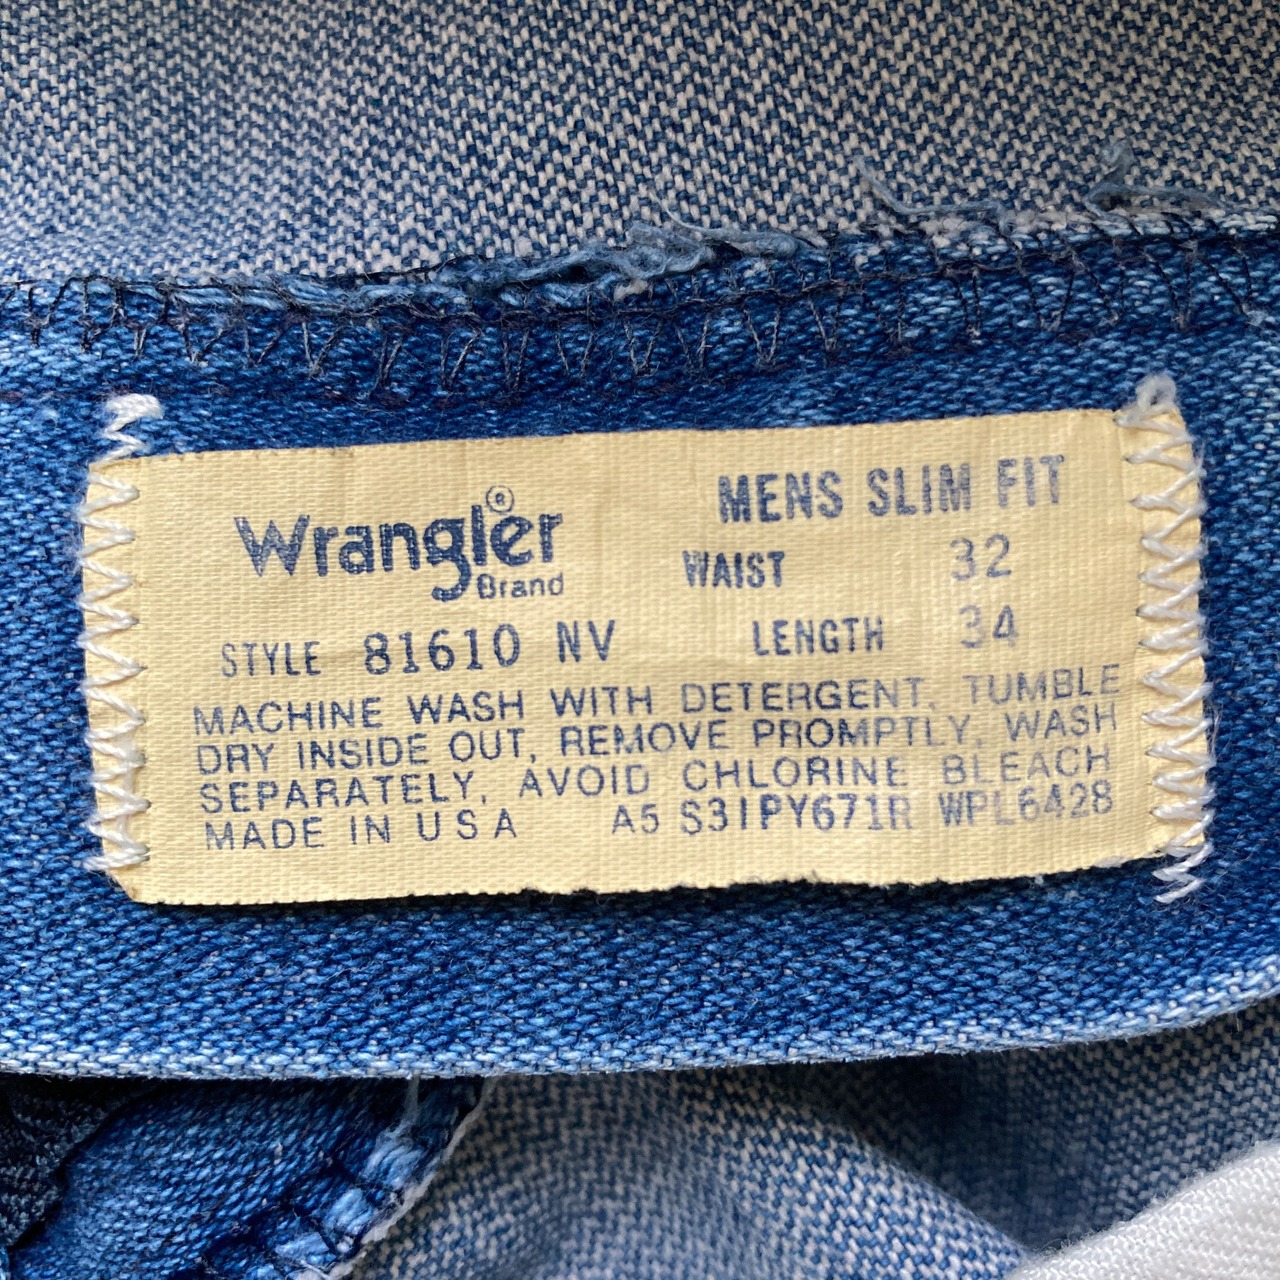 Wrangler®
Brand
MENS SLIM FIT
WAIST 32
STYLE 81610 NV LENGTH 34
MACHINE WASH WITH DETERGENT, TUMBLE
DRY INSIDE OUT, REMOVE PROMPTLY, WASH
SEPARATELY, AVOID CHLORINE BLEACH
MADE IN USA A5 S31PY671R WPL6428